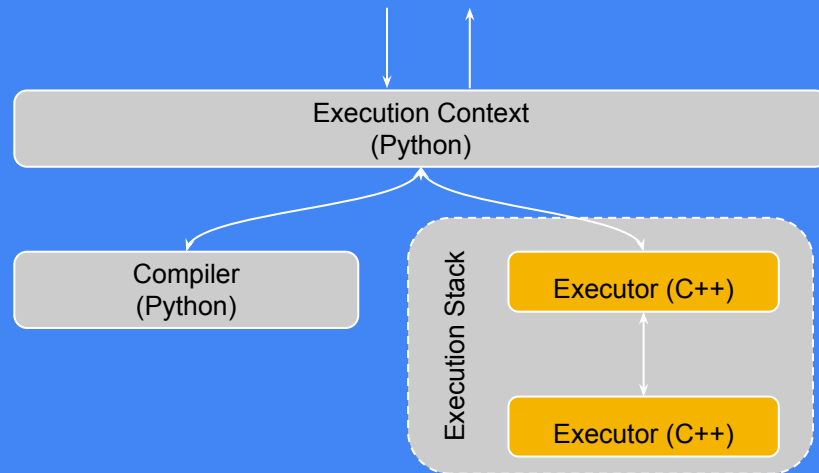 Execution Context
(Python)
Compiler
(Python)
Execution Stack
Executor (C++)
Executor (C++)